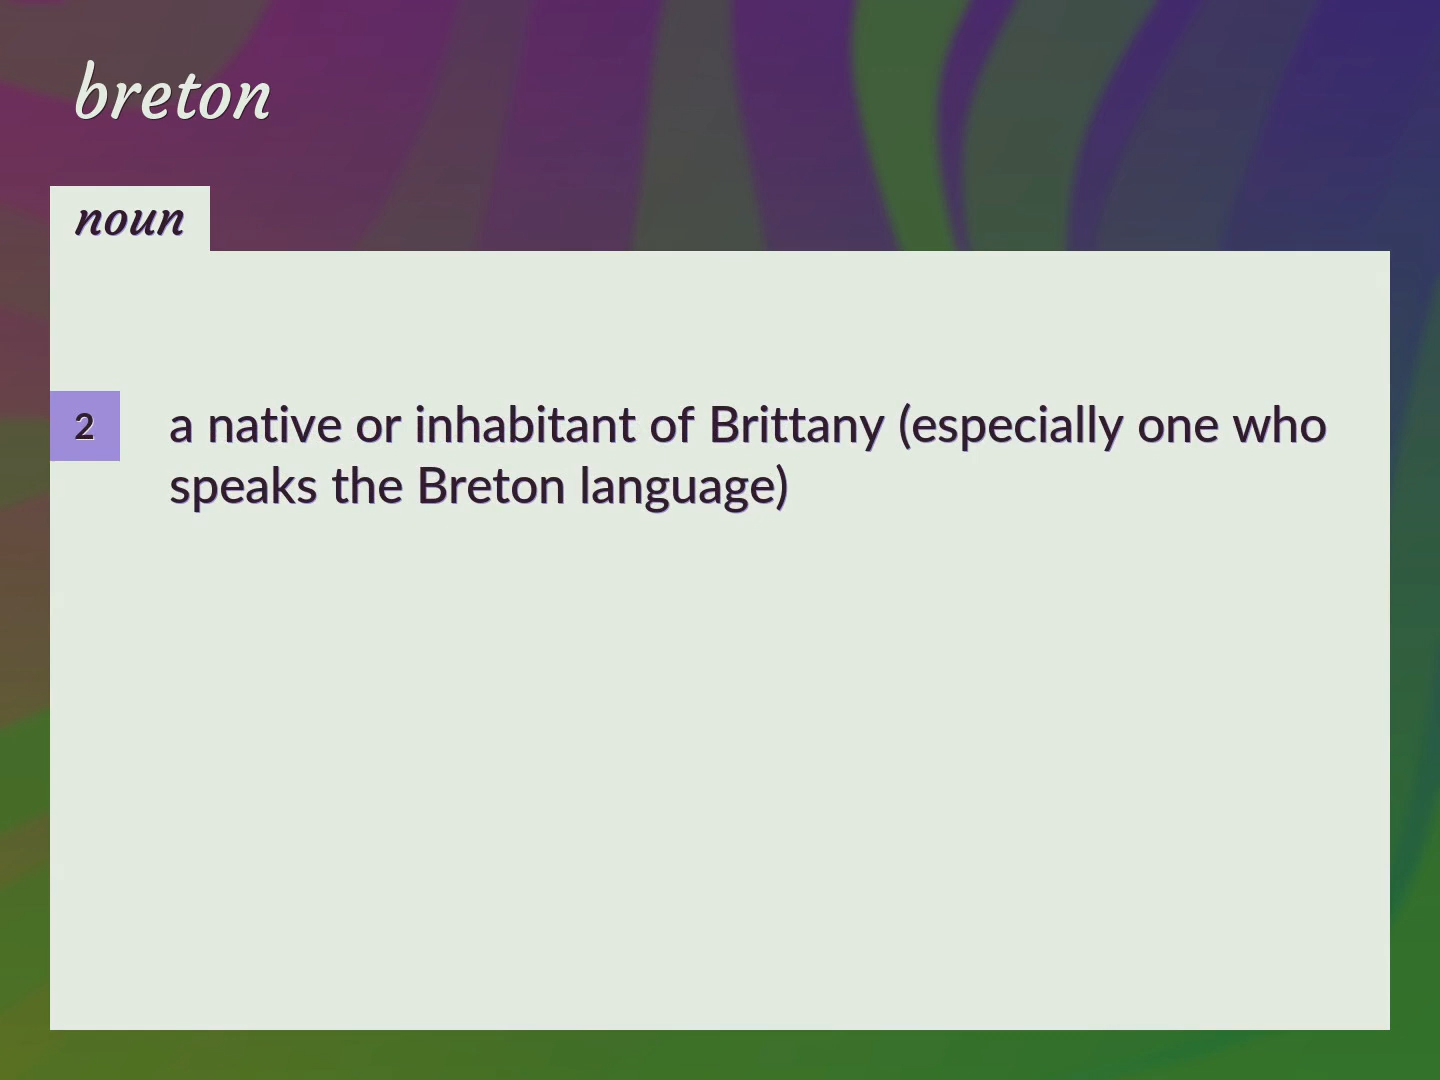 breton
noun
2
a native or inhabitant of Brittany (especially one who
speaks the Breton language)